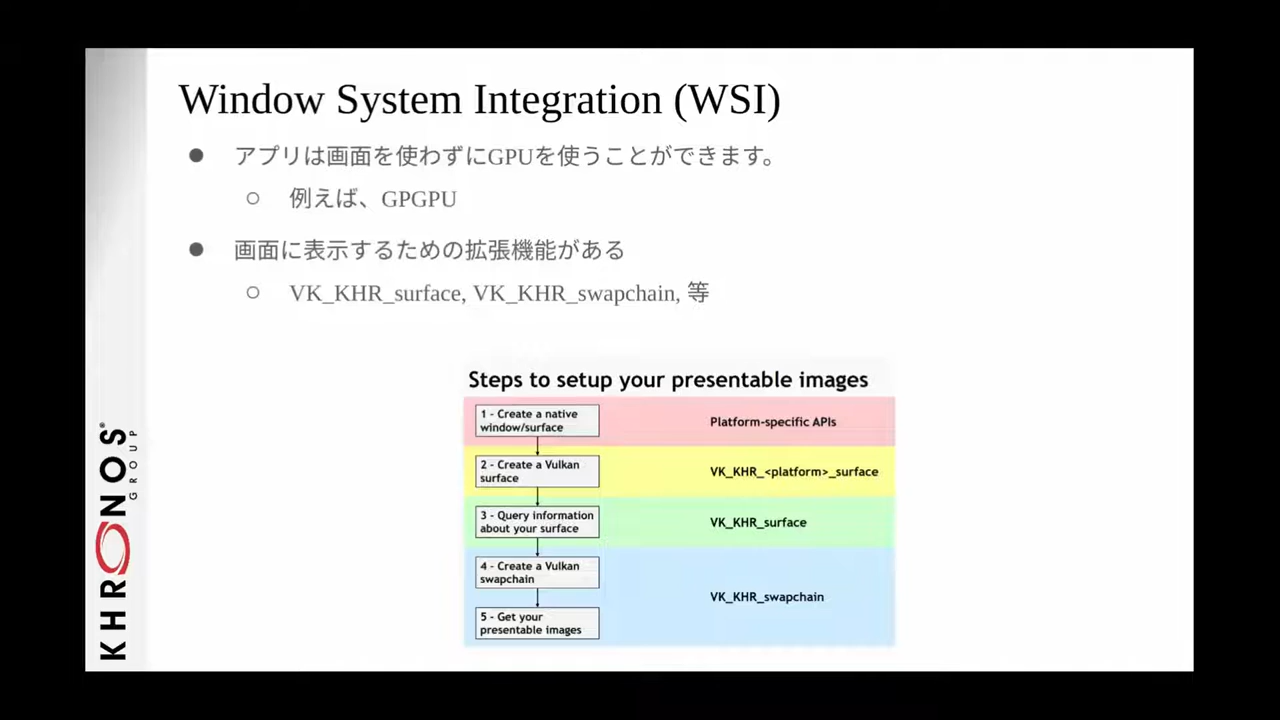 Window System Integration (WSI)
● アプリは画面を使わずにGPUを使うことができます。
○ 例えば、GPGPU
● 画面に表示するための拡張機能がある
○ VK_KHR_surface, VK_KHR_swapchain, 等
Steps to setup your presentable images
1 - Create a native
window/surface
Platform-specific APIs
2 - Create a Vulkan
surface
VK_KHR_<platform>_surface
3 - Query information
about your surface
VK_KHR_surface
4 - Create a Vulkan
swapchain
5 - Get your
presentable images
VK_KHR_swapchain
KHRONOS®
GROUP